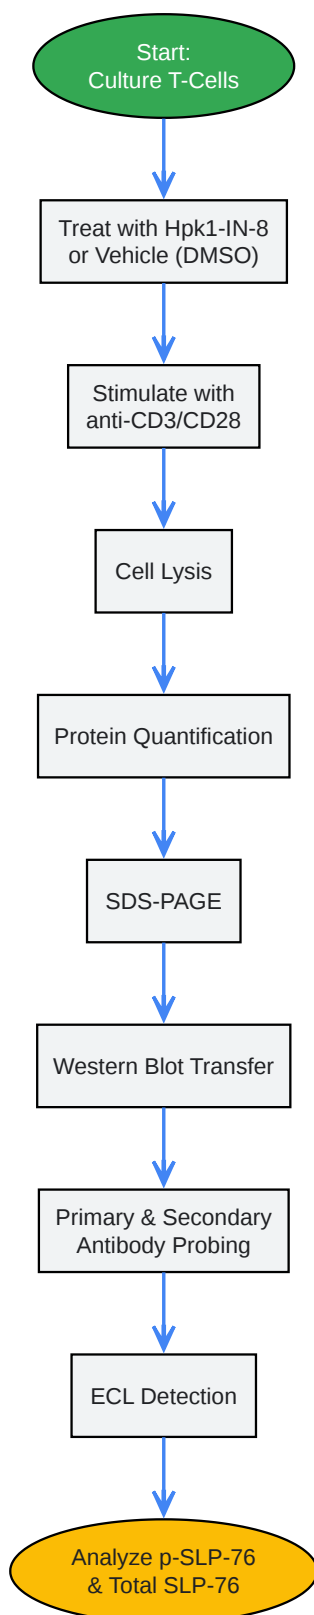 Start:
Culture T-Cells
Treat with Hpk1-IN-8
or Vehicle (DMSO)
Stimulate with
anti-CD3/CD28
Cell Lysis
Protein Quantification
SDS-PAGE
Western Blot Transfer
Primary & Secondary
Antibody Probing
ECL Detection
Analyze p-SLP-76
& Total SLP-76